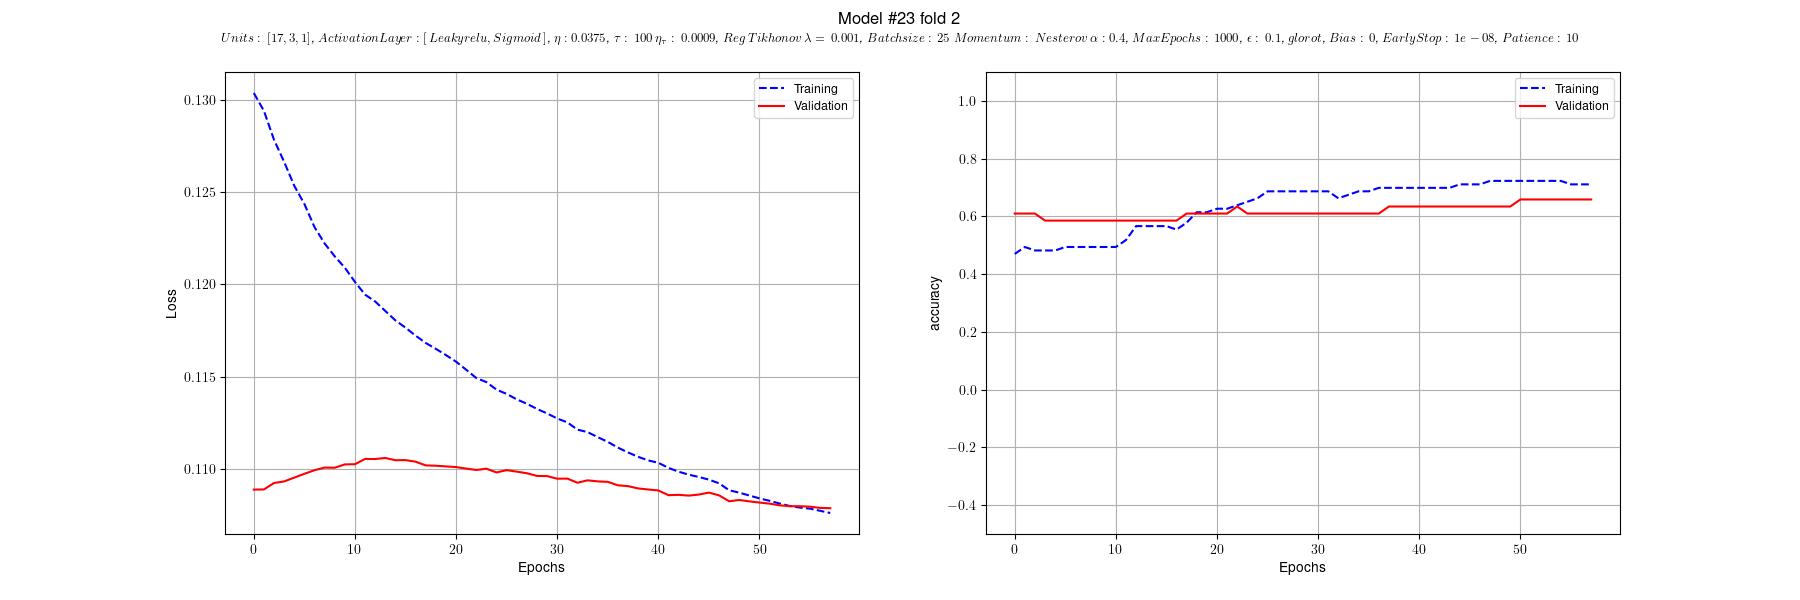 Model #23 fold 2
Units : [17, 3, 1], ActivationLayer : [ Leakyrelu, Sigmoid ], η : 0.0375, τ : 100 η_τ : 0.0009, Reg Tikhonov λ = 0.001, Batchsize : 25 Momentum : Nesterov α : 0.4, MaxEpochs : 1000, ϵ : 0.1, glorot, Bias : 0, EarlyStop : 1e − 08, Patience : 10
Training
Validation
0.130
0.125
0.120
0.115
0.110
Loss
0 10 20 30 40 50
Epochs
Training
Validation
1.0
0.8
0.6
0.4
0.2
0.0
−0.2
−0.4
accuracy
0 10 20 30 40 50
Epochs